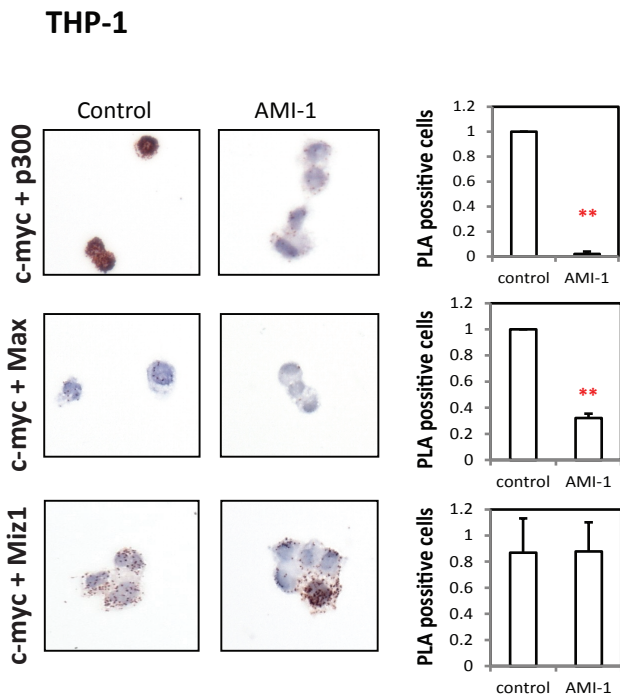 THP-1
Control
AMI-1
c-myc + p300
PLA possitive cells
1.2
1
0.8
0.6
0.4
0.2
0
**
control AMI-1
c-myc + Max
PLA possitive cells
1.2
1
0.8
0.6
0.4
0.2
0
**
control AMI-1
c-myc + Miz1
PLA possitive cells
1.2
1
0.8
0.6
0.4
0.2
0
control AMI-1